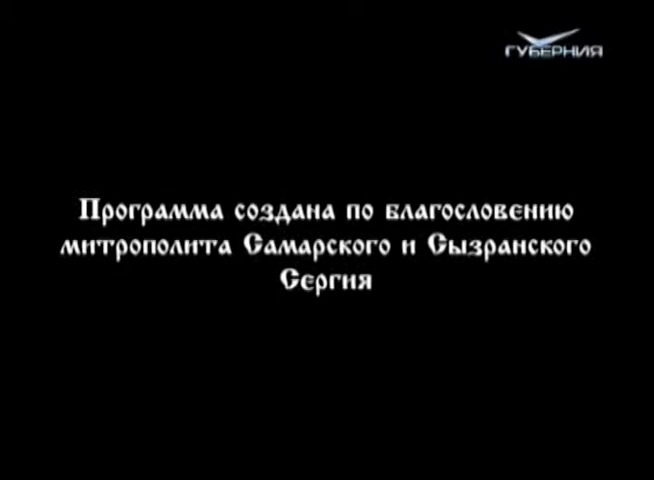 ГУБЕРНИЯ
Программа создана по благословению
митрополита Самарского и Сызранского
Сергия